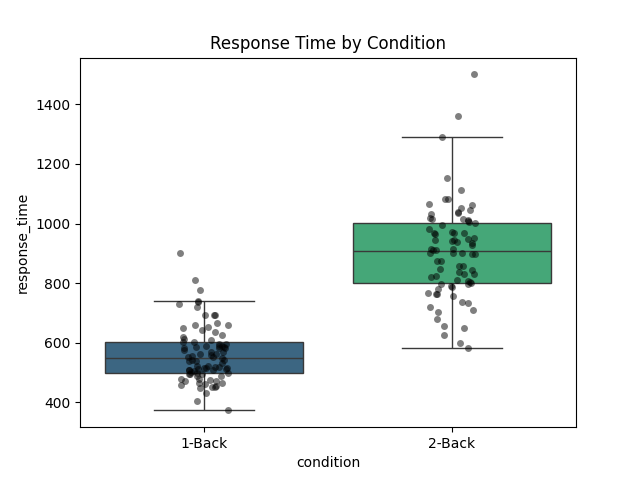 Response Time by Condition
response_time
1400
1200
1000
800
600
400
1-Back
2-Back
condition